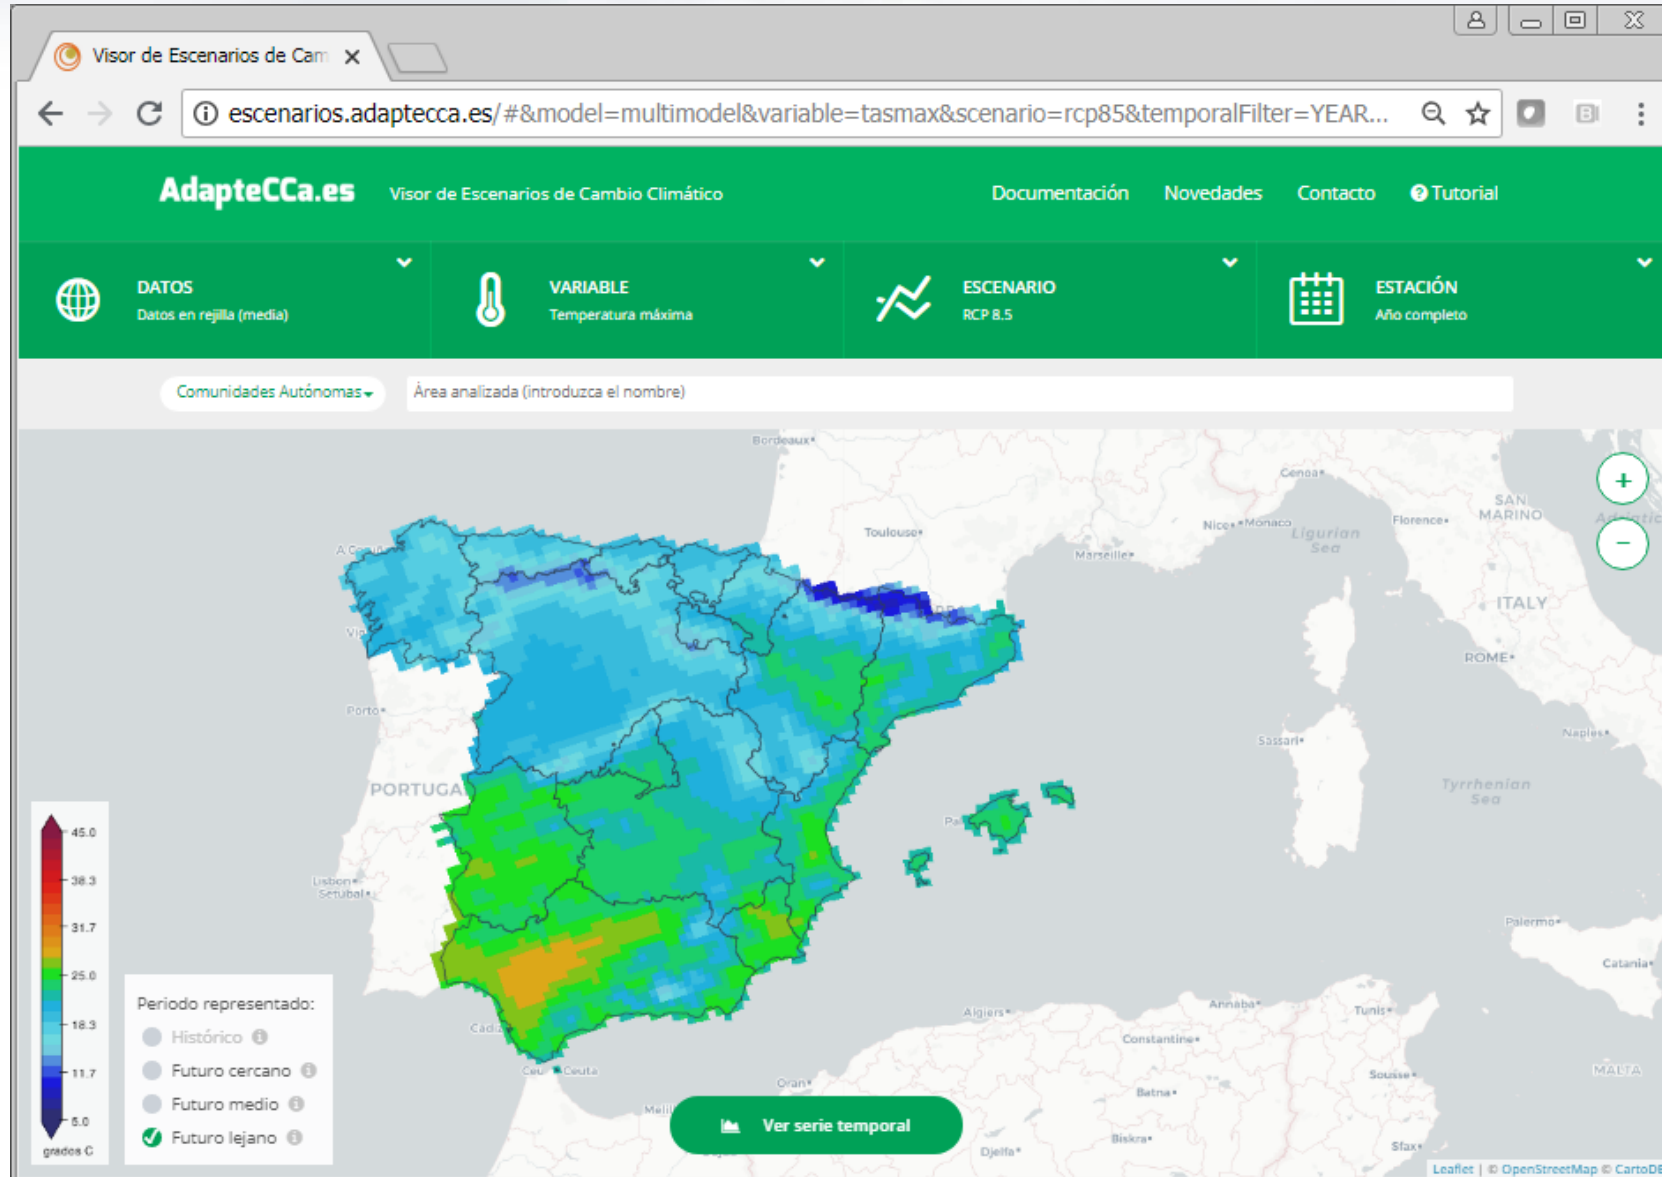 Visor de Escenarios de Cam
escenarios.adaptecca.es/#&model=multimodel&variable=tasmax&scenario=rcp85&temporalFilter=YEAR...
AdapteCCa.es Visor de Escenarios de Cambio Climático Documentación Novedades Contacto Tutorial
DATOS
Datos en rejilla (media)
VARIABLE
Temperatura máxima
ESCENARIO
RCP 8.5
ESTACIÓN
Año completo
Comunidades Autónomas Área analizada (introduzca el nombre)
Bordeaux
Genoa
SAN MARINO
Toulouse
Nice
Monaco
Florence
Ligurian Sea
Marseille
ITALY
ROME
Porto
Sassari
Naples
Tyrrhenian Sea
PORTUGA
Lisbon
Setúbal
Palermo
Catania
45.0
38.3
31.7
25.0
18.3
11.7
5.0
grados C
Periodo representado:
Histórico
Futuro cercano
Futuro medio
Futuro lejano
Ceuta
Algiers
Annaba
Tunis
Constantine
Oran
Batna
Sousse
MALTA
Ver serie temporal
Biskra
Djelfa
Sfax
Leaflet | © OpenStreetMap © CartoDB